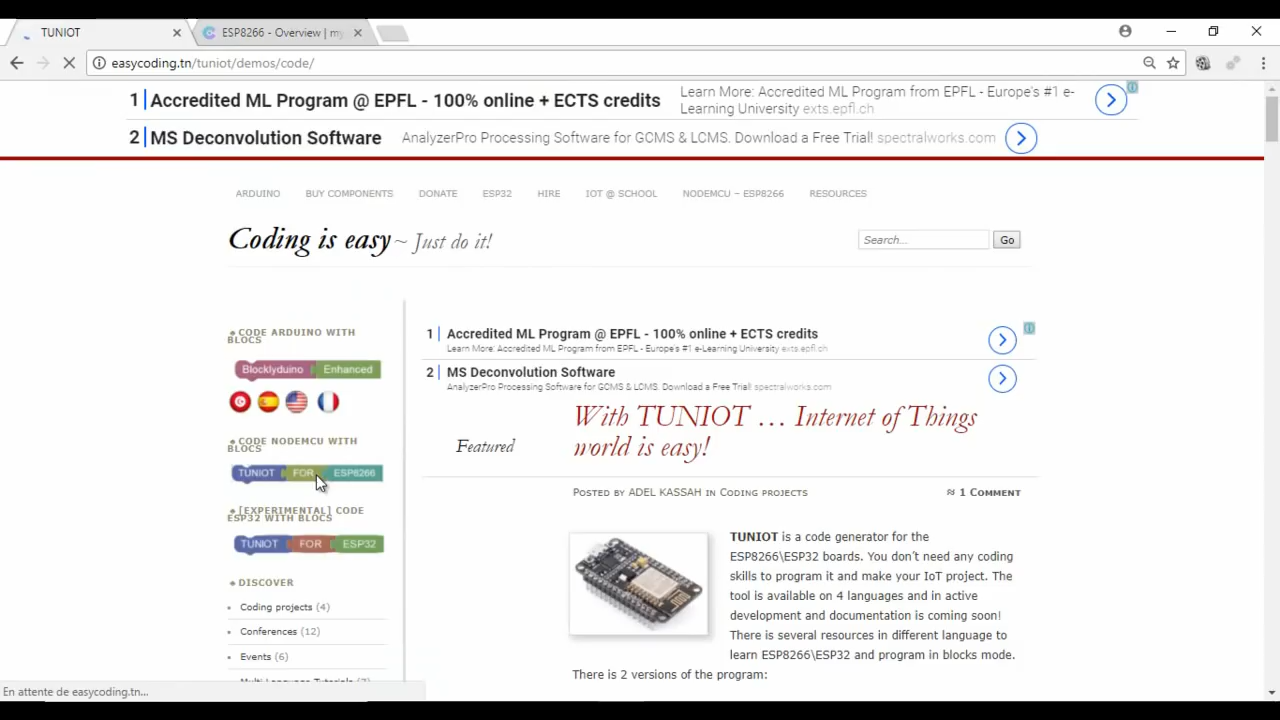 TUNIOT
ESP8266 - Overview | my
easycoding.tn/tuniot/demos/code/
1 Accredited ML Program @ EPFL - 100% online + ECTS credits
Learn More: Accredited ML Program from EPFL - Europe's #1 e-
Learning University exts.epfl.ch
2 MS Deconvolution Software
AnalyzerPro Processing Software for GCMS & LCMS. Download a Free Trial! spectralworks.com
ARDUINO BUY COMPONENTS DONATE ESP32 HIRE IOT @ SCHOOL NODEMCU – ESP8266 RESOURCES
Coding is easy ~ Just do it!
Search... Go
CODE ARDUINO WITH
BLOCS
Blocklyduino Enhanced
CODE NODEMCU WITH
BLOCS
TUNIOT FOR ESP8266
[EXPERIMENTAL] CODE
ESP32 WITH BLOCS
TUNIOT FOR ESP32
DISCOVER
Coding projects (4)
Conferences (12)
Events (6)
1 Accredited ML Program @ EPFL - 100% online + ECTS credits
Learn More: Accredited ML Program from EPFL - Europe's #1 e-Learning University exts.epfl.ch
2 MS Deconvolution Software
AnalyzerPro Processing Software for GCMS & LCMS. Download a Free Trial! spectralworks.com
Featured
With TUNIOT … Internet of Things
world is easy!
POSTED BY ADEL KASSAH IN CODING PROJECTS
≈ 1 COMMENT
TUNIOT is a code generator for the
ESP8266\ESP32 boards. You don't need any coding
skills to program it and make your IoT project. The
tool is available on 4 languages and in active
development and documentation is coming soon!
There is several resources in different language to
learn ESP8266\ESP32 and program in blocks mode.
There is 2 versions of the program:
En attente de easycoding.tn...